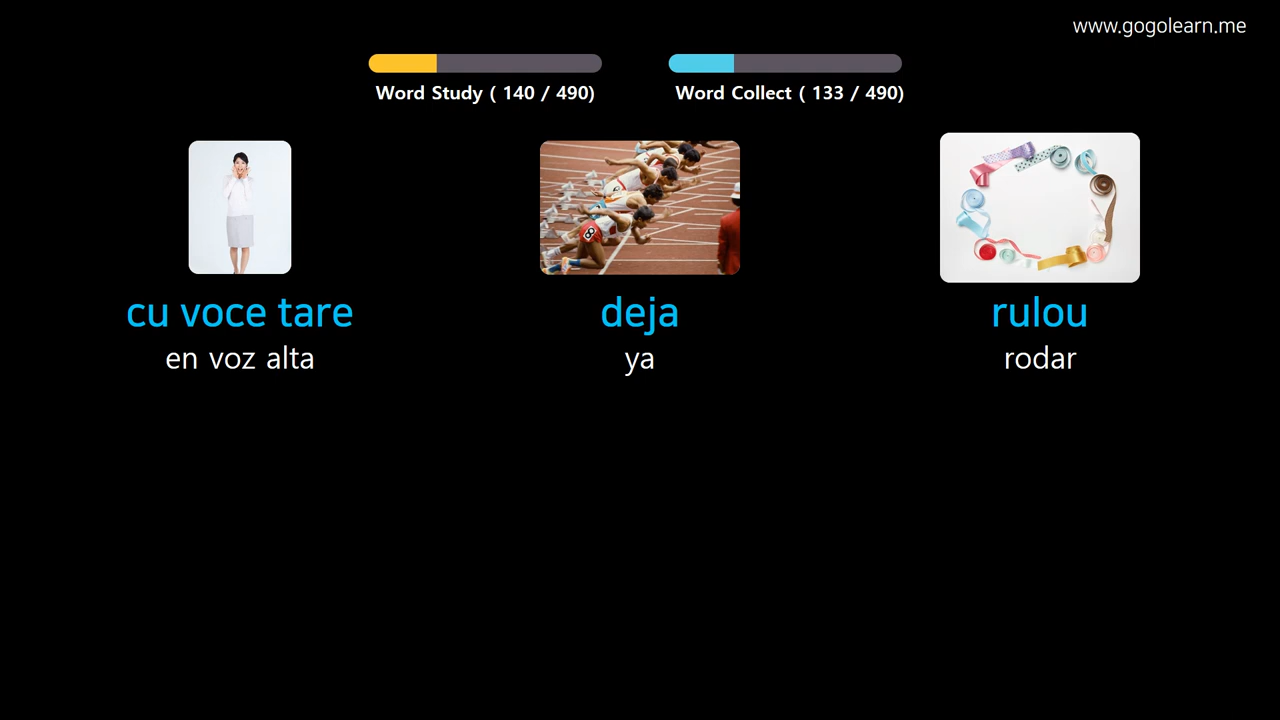 www.gogolearn.me
Word Study ( 140 / 490)
Word Collect ( 133 / 490)
cu voce tare
en voz alta
deja
ya
rulou
rodar